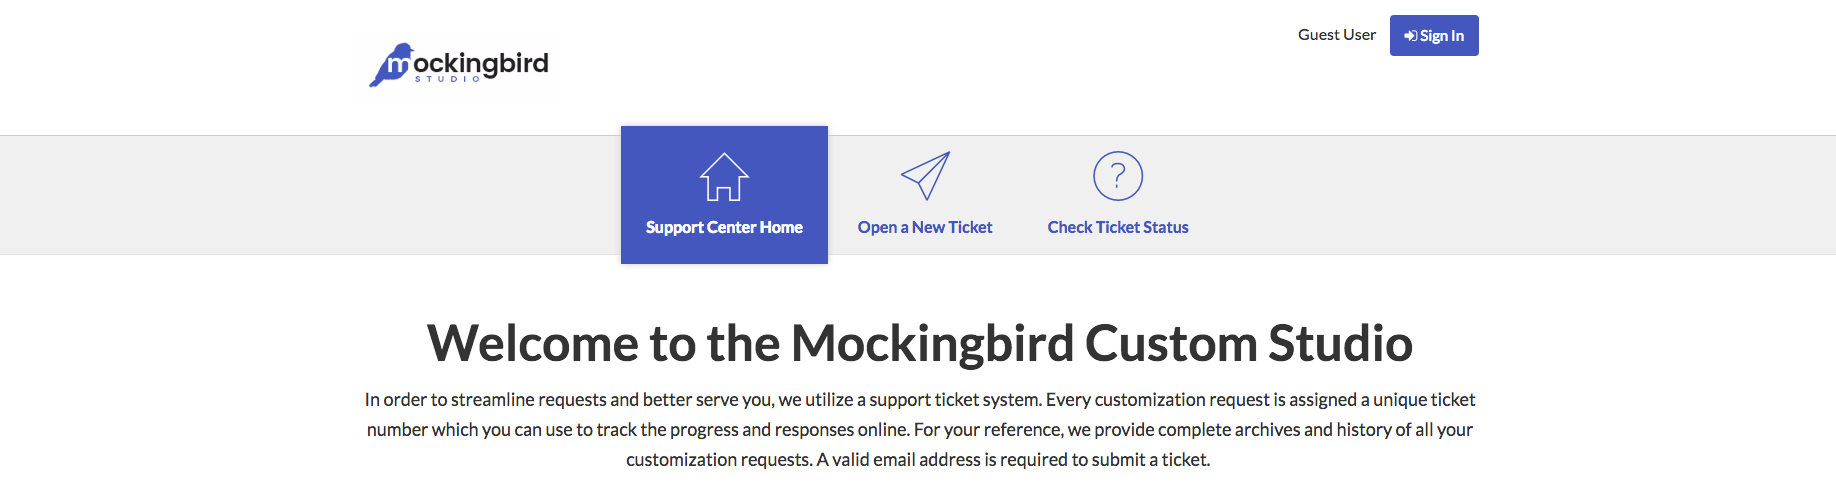 mockingbird
STUDIO
Guest User
Sign In
Support Center Home
Open a New Ticket
Check Ticket Status
Welcome to the Mockingbird Custom Studio
In order to streamline requests and better serve you, we utilize a support ticket system. Every customization request is assigned a unique ticket
number which you can use to track the progress and responses online. For your reference, we provide complete archives and history of all your
customization requests. A valid email address is required to submit a ticket.